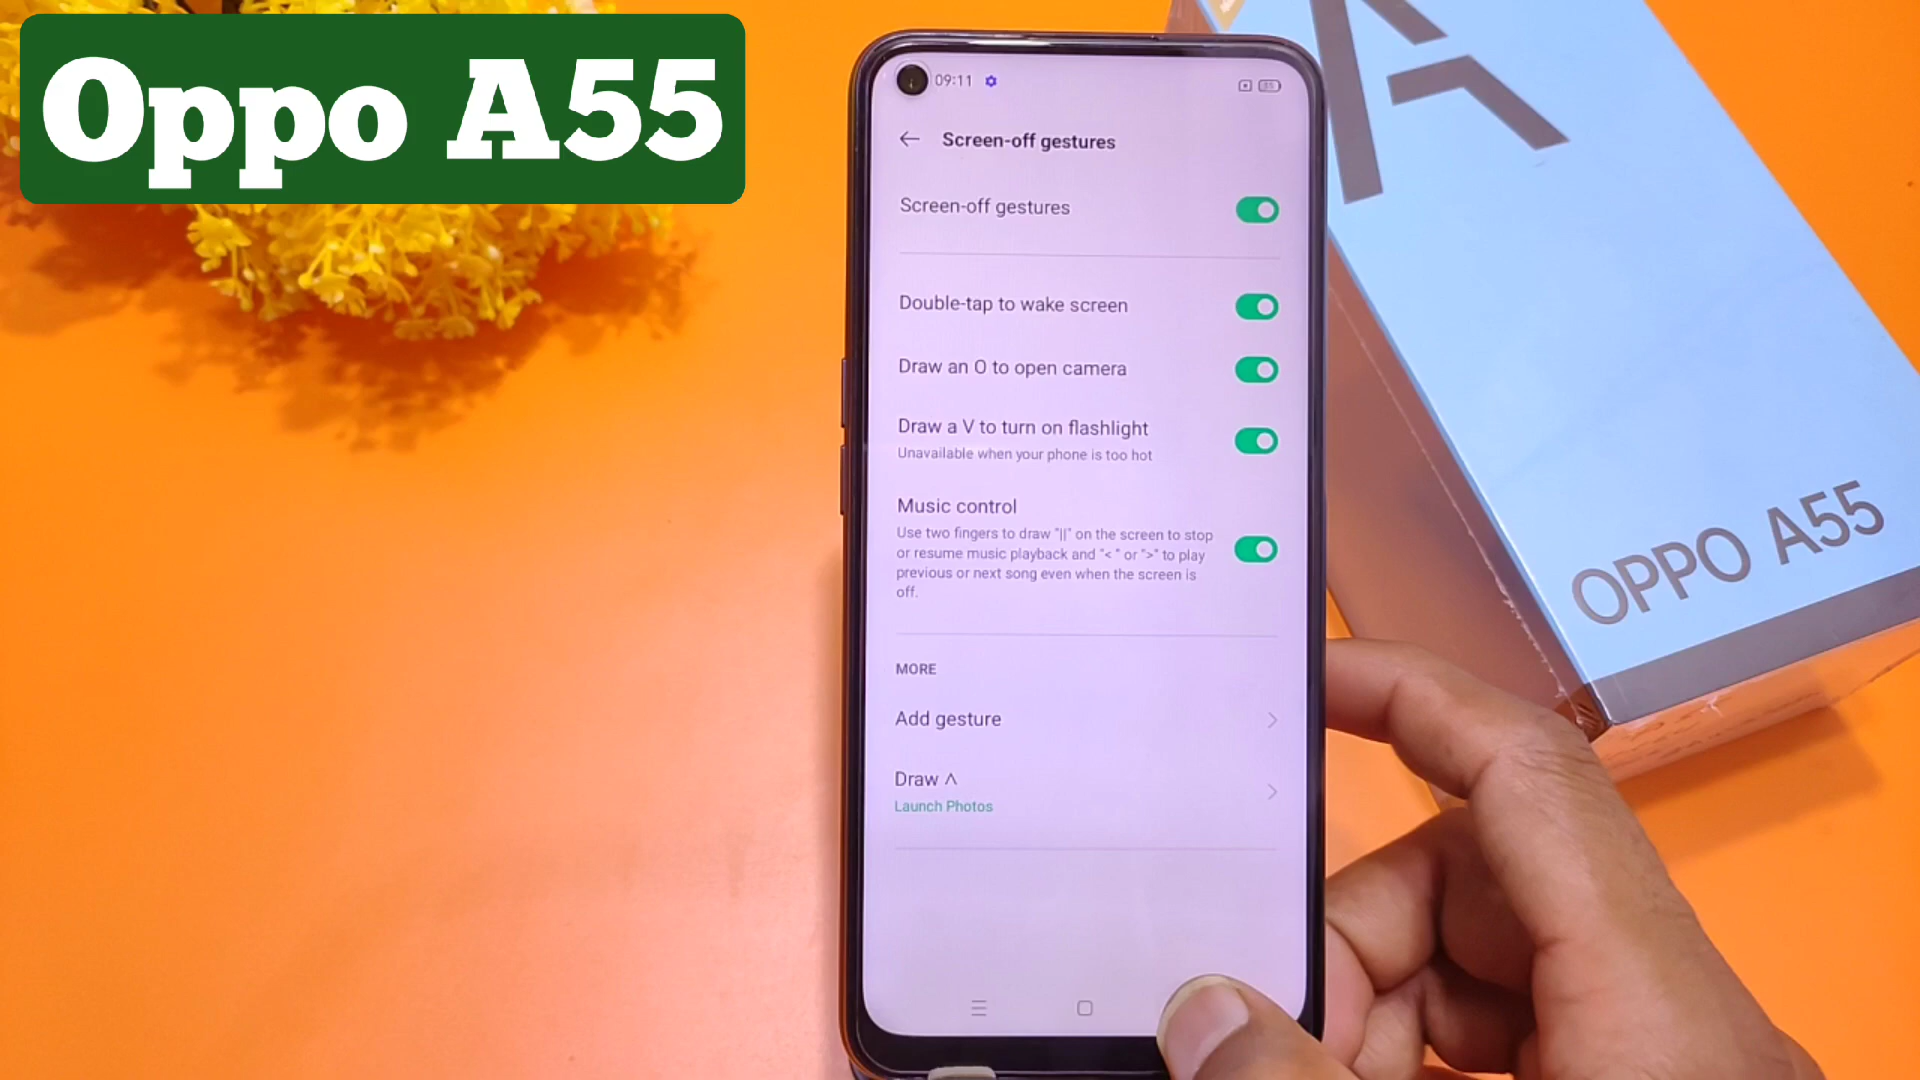 Oppo A55
09:11
Screen-off gestures
Screen-off gestures
Double-tap to wake screen
Draw an O to open camera
Draw a V to turn on flashlight
Unavailable when your phone is too hot
Music control
Use two fingers to draw "||" on the screen to stop
or resume music playback and "< " or ">" to play
previous or next song even when the screen is
off.
MORE
Add gesture
Draw ^
Launch Photos
A
OPPO A55